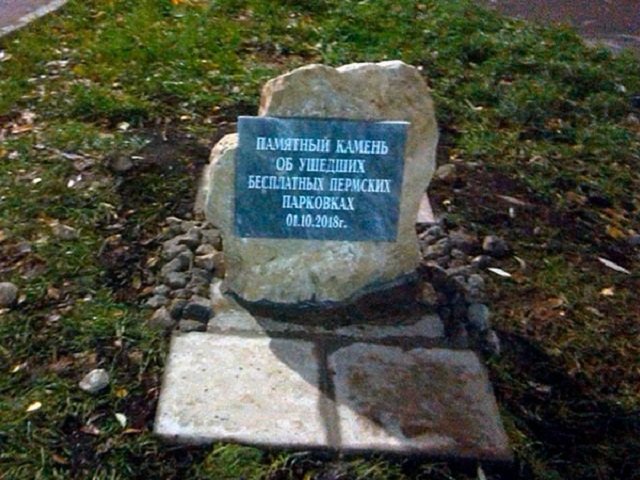 ПАМЯТНЫЙ КАМЕНЬ
ОБ УШЕДШИХ
БЕСПЛАТНЫХ ПЕРМСКИХ
ПАРКОВКАХ
01.10.2018г.